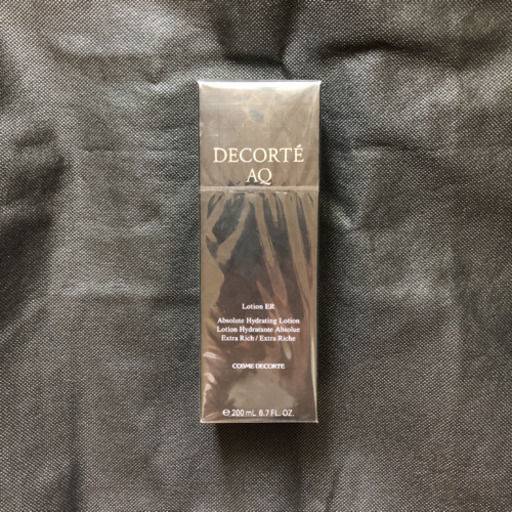 DECORTÉ
AQ
Lotion ER
Absolute Hydrating Lotion
Lotion Hydratante Absolue
Extra Rich / Extra Riche
COSME DECORTE
℮ 200 mL 6.7 FL. OZ.